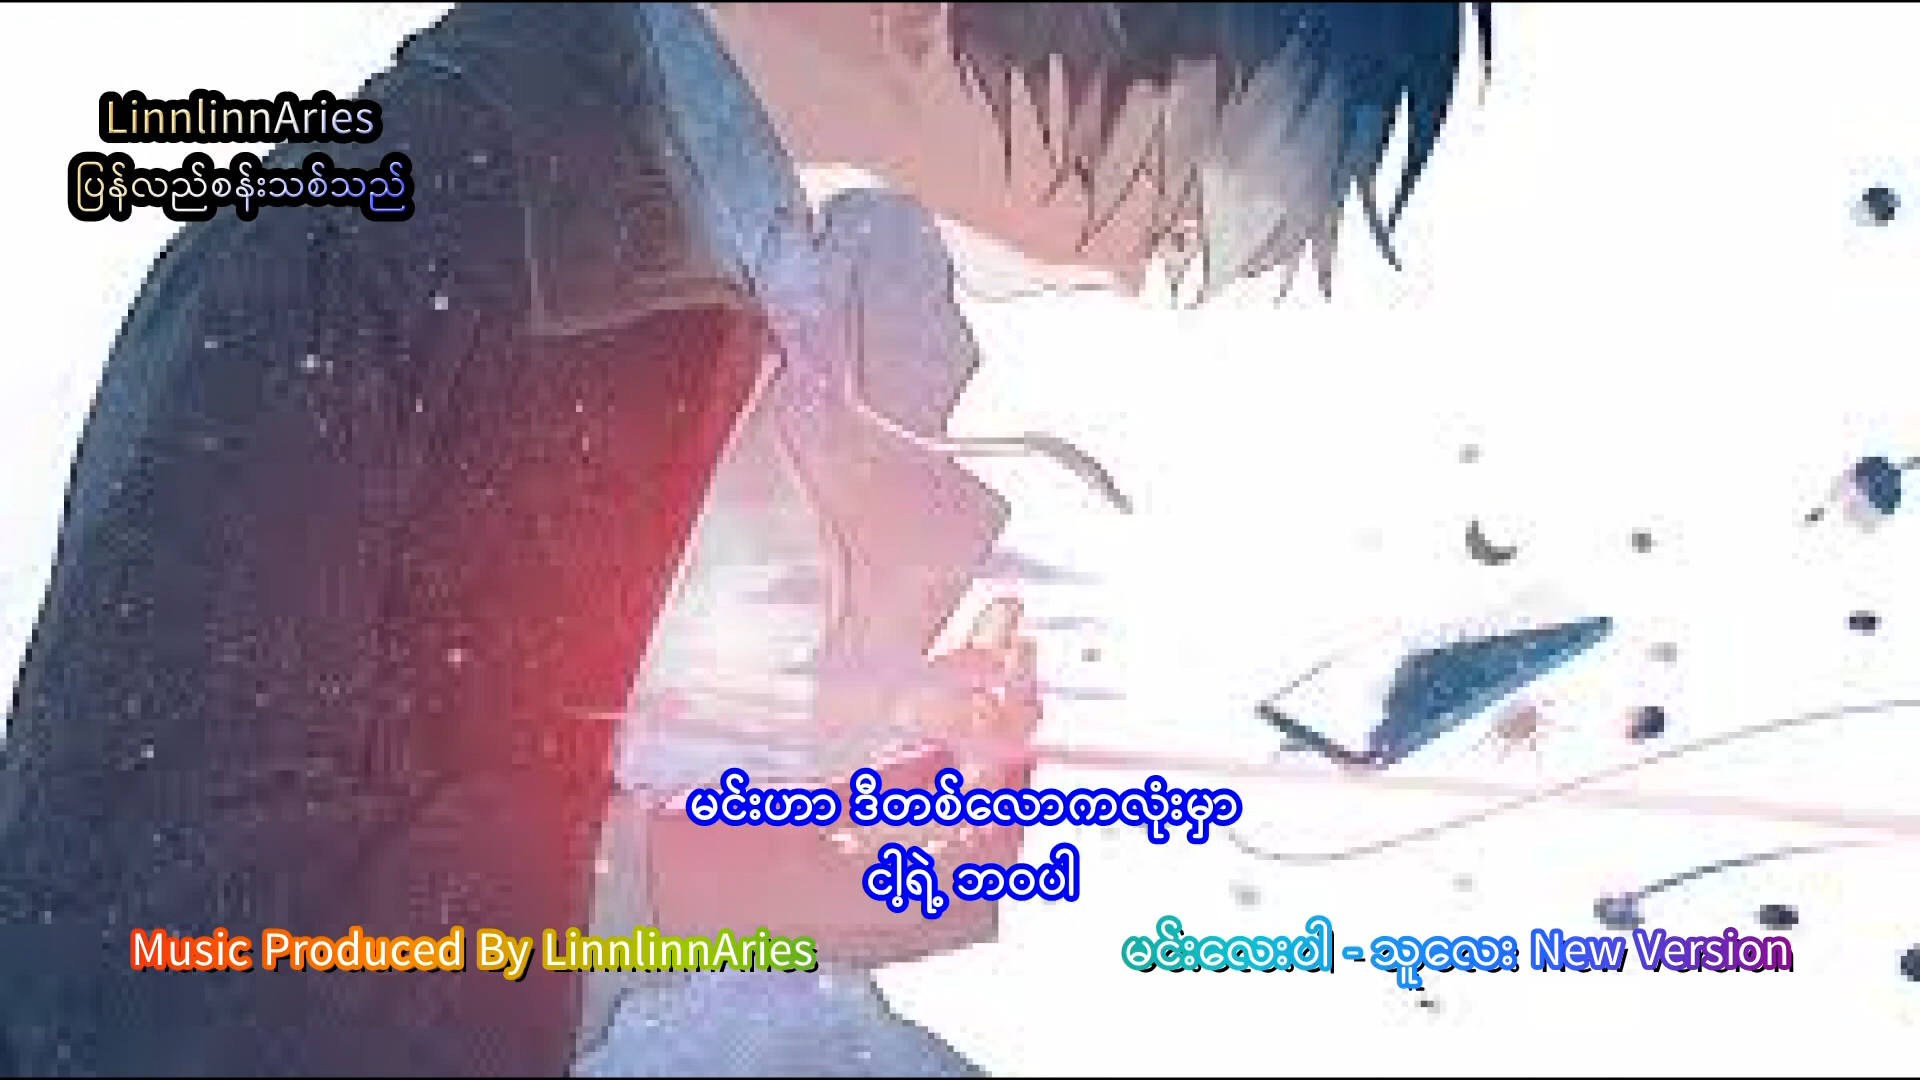 LinnlinnAries
ပြန်လည်စန်းသစ်သည်
မင်းဟာ ဒီတစ်လောကလုံးမှာ
ငါ့ရဲ့ ဘဝပါ
Music Produced By LinnlinnAries
မင်းလေးပါ - သူလေး New Version